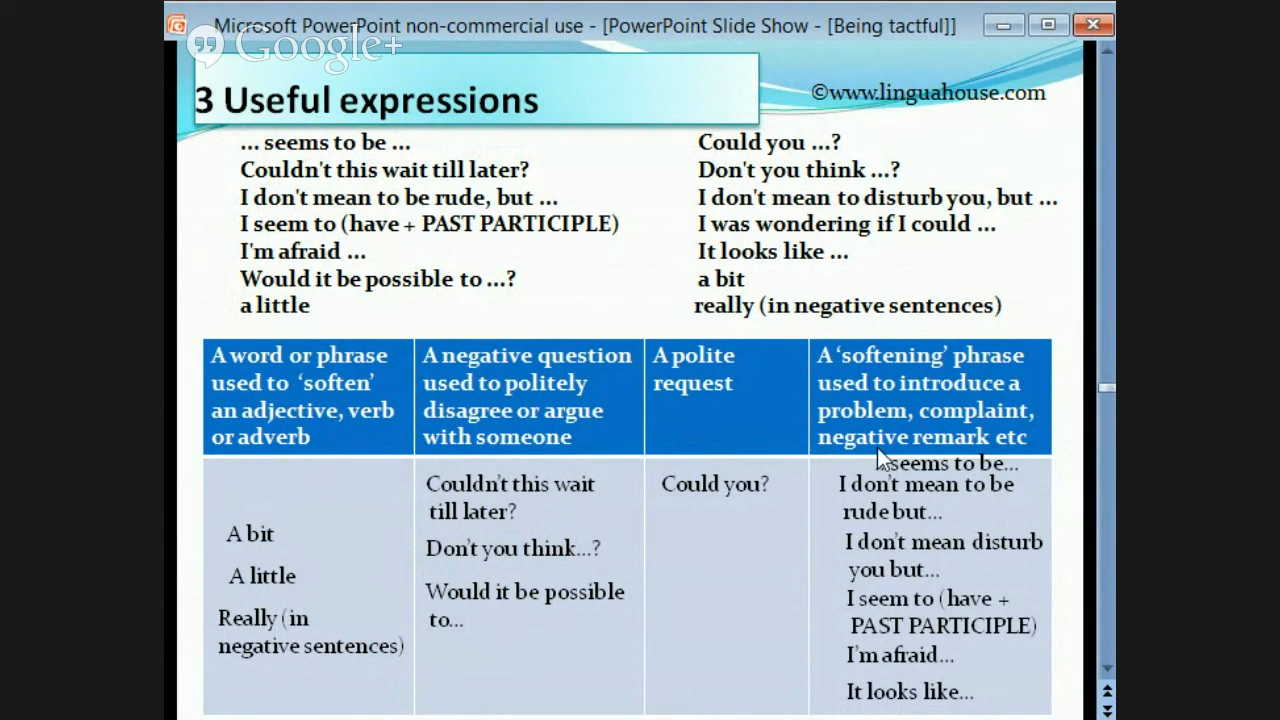 Microsoft PowerPoint non-commercial use - [PowerPoint Slide Show - [Being tactful]]
Google+
3 Useful expressions
©www.linguahouse.com
... seems to be ...
Couldn't this wait till later?
I don't mean to be rude, but ...
I seem to (have + PAST PARTICIPLE)
I'm afraid ...
Would it be possible to ...?
a little
Could you ...?
Don't you think ...?
I don't mean to disturb you, but ...
I was wondering if I could ...
It looks like ...
a bit
really (in negative sentences)
A word or phrase
used to 'soften'
an adjective, verb
or adverb
A negative question
used to politely
disagree or argue
with someone
A polite
request
A 'softening' phrase
used to introduce a
problem, complaint,
negative remark etc
A bit
A little
Really (in
negative sentences)
Couldn't this wait
till later?
Don't you think...?
Would it be possible
to...
Could you?
seems to be...
I don't mean to be
rude but...
I don't mean disturb
you but...
I seem to (have +
PAST PARTICIPLE)
I'm afraid...
It looks like...